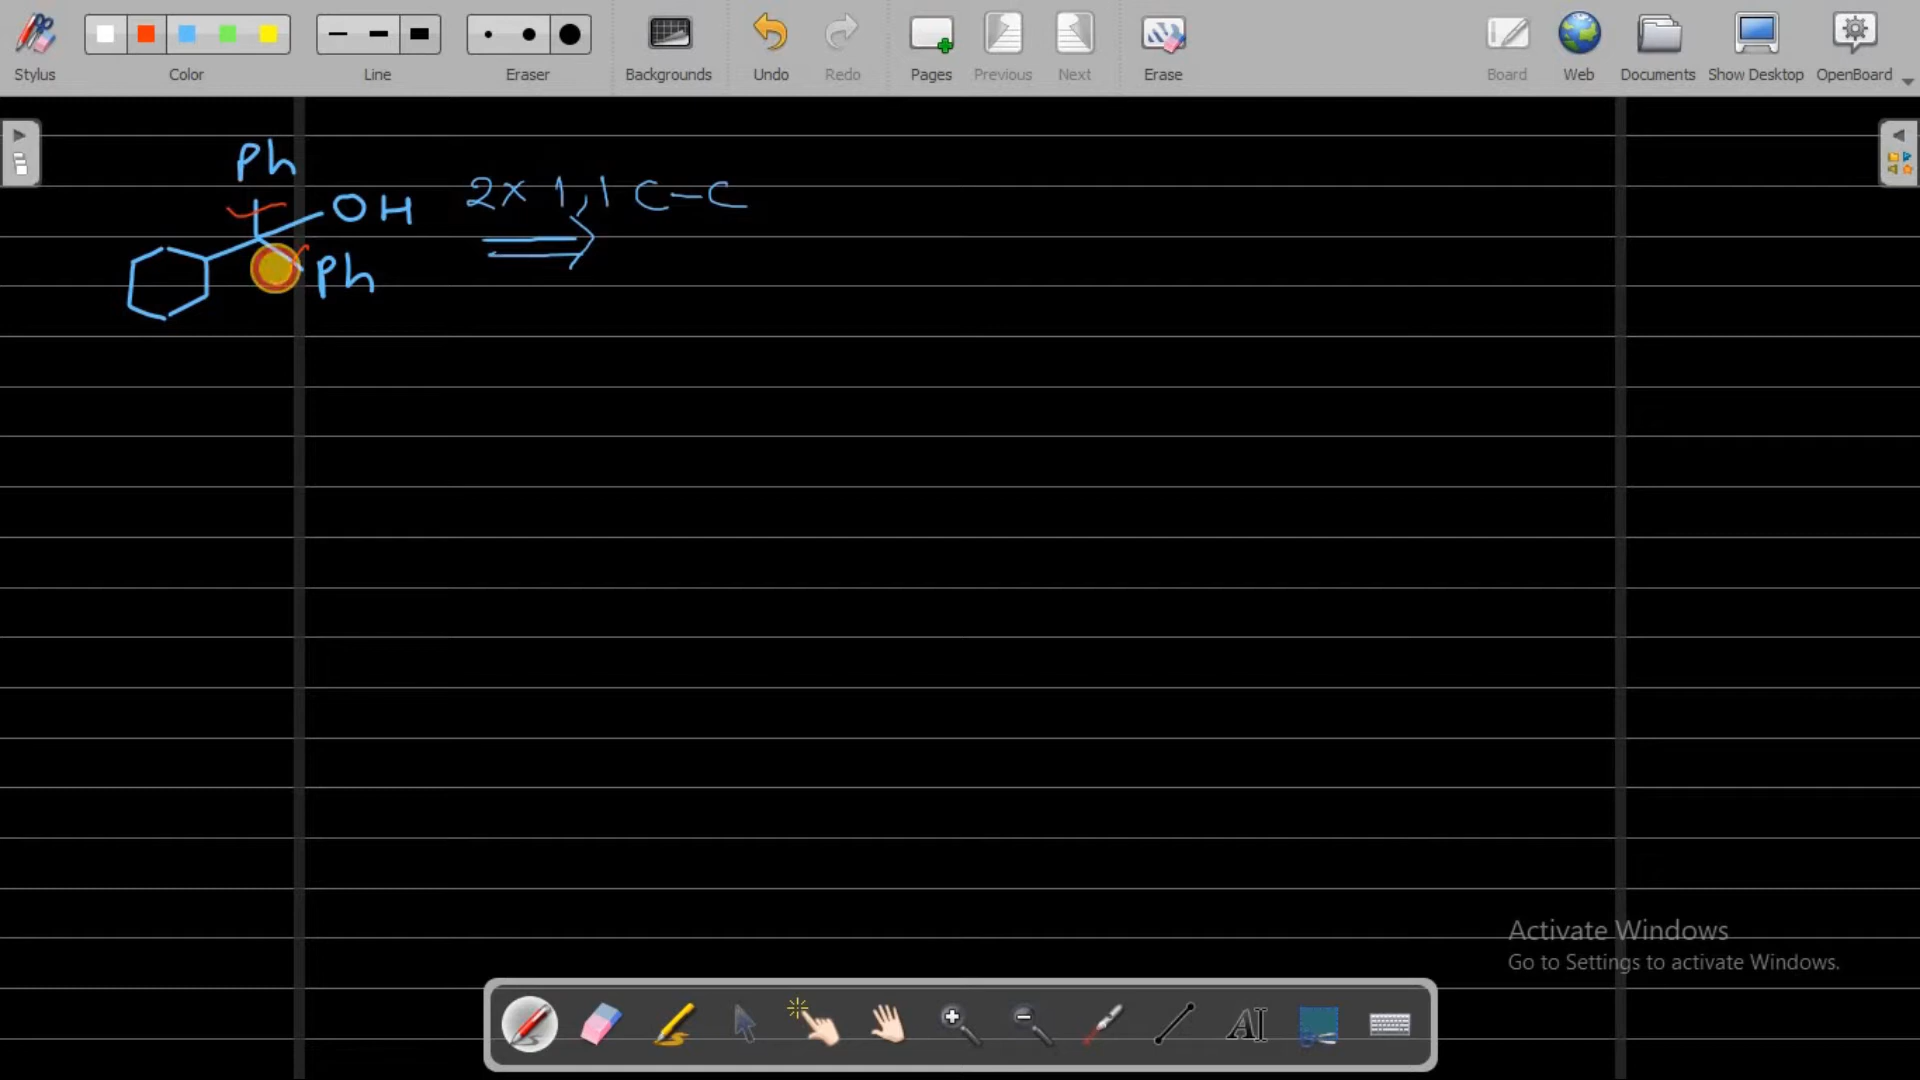 Stylus Color Line Eraser Backgrounds Undo Redo Pages Previous Next Erase Board Web Documents Show Desktop OpenBoard
Ph
OH
Ph
2x 1,1 C-C
Activate Windows
Go to Settings to activate Windows.
AI